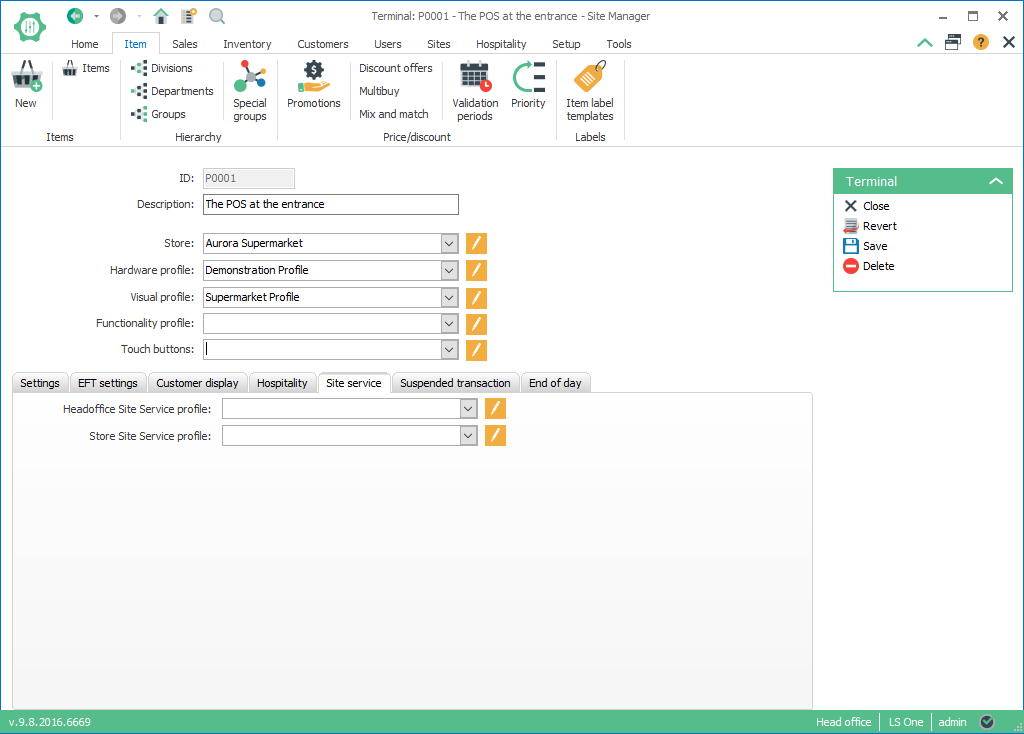 Terminal: P0001 - The POS at the entrance - Site Manager
Home Item Sales Inventory Customers Users Sites Hospitality Setup Tools
New
Items
Items
Divisions
Departments
Groups
Special groups
Hierarchy
Promotions
Discount offers
Multibuy
Mix and match
Validation periods
Priority
Price/discount
Item label templates
Labels
ID: P0001
Description: The POS at the entrance
Store: Aurora Supermarket
Hardware profile: Demonstration Profile
Visual profile: Supermarket Profile
Functionality profile:
Touch buttons:
Settings EFT settings Customer display Hospitality Site service Suspended transaction End of day
Headoffice Site Service profile:
Store Site Service profile:
Terminal
Close
Revert
Save
Delete
v.9.8.2016.6669 Head office LS One admin